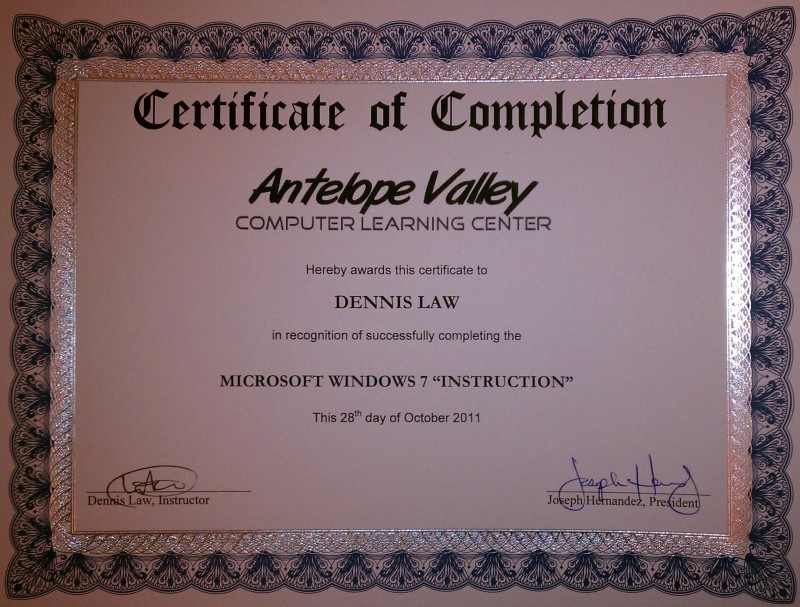 Certificate of Completion
Antelope Valley
COMPUTER LEARNING CENTER
Hereby awards this certificate to
DENNIS LAW
in recognition of successfully completing the
MICROSOFT WINDOWS 7 “INSTRUCTION”
This 28th day of October 2011
Dennis Law, Instructor
Joseph Hernandez, President